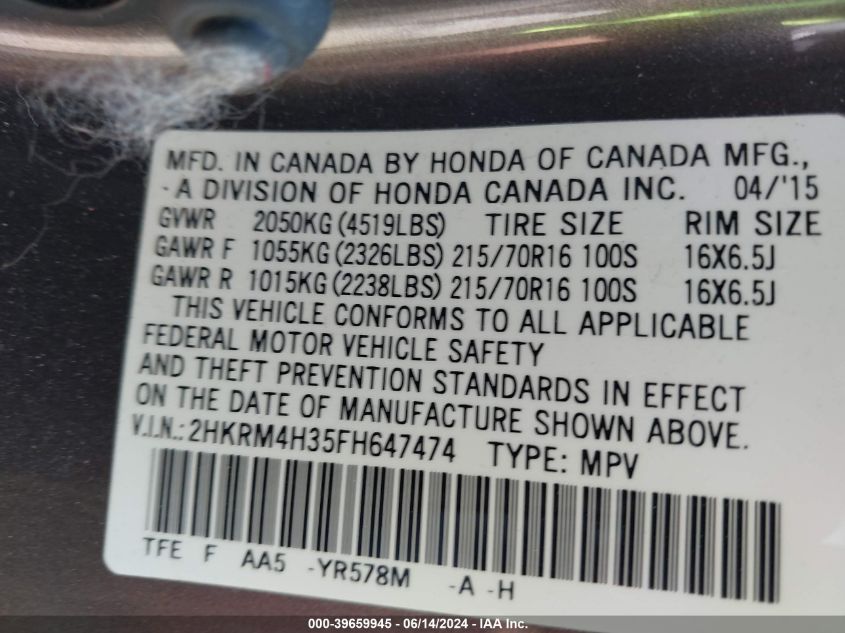 MFD. IN CANADA BY HONDA OF CANADA MFG.,
-A DIVISION OF HONDA CANADA INC. 04/'15
GVWR 2050KG (4519LBS) TIRE SIZE RIM SIZE
GAWR F 1055KG (2326LBS) 215/70R16 100S 16X6.5J
GAWR R 1015KG (2238LBS) 215/70R16 100S 16X6.5J
THIS VEHICLE CONFORMS TO ALL APPLICABLE
FEDERAL MOTOR VEHICLE SAFETY
AND THEFT PREVENTION STANDARDS IN EFFECT
ON THE DATE OF MANUFACTURE SHOWN ABOVE.
V.I.N.: 2HKRM4H35FH647474 TYPE: MPV
TFE F AA5 -YR578M -A -H
000-39659945 - 06/14/2024 - IAA Inc.